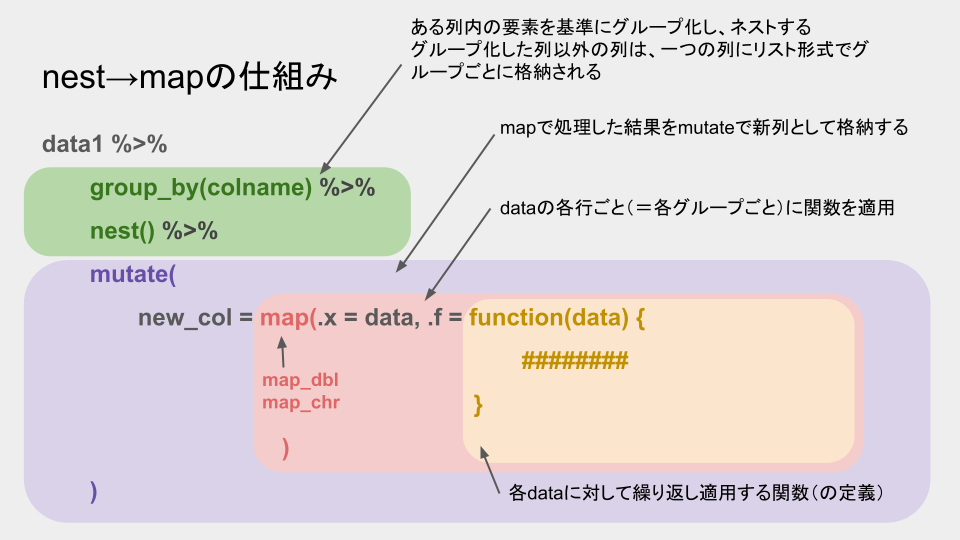 ある列内の要素を基準にグループ化し、ネストする
グループ化した列以外の列は、一つの列にリスト形式でグ
ループごとに格納される
nest→mapの仕組み
mapで処理した結果をmutateで新列として格納する
data1 %>%
group_by(colname) %>%
dataの各行ごと（＝各グループごと）に関数を適用
nest() %>%
mutate(
new_col = map(.x = data, .f = function(data) {
########
map_dbl
map_chr
}
)
)
各dataに対して繰り返し適用する関数（の定義）